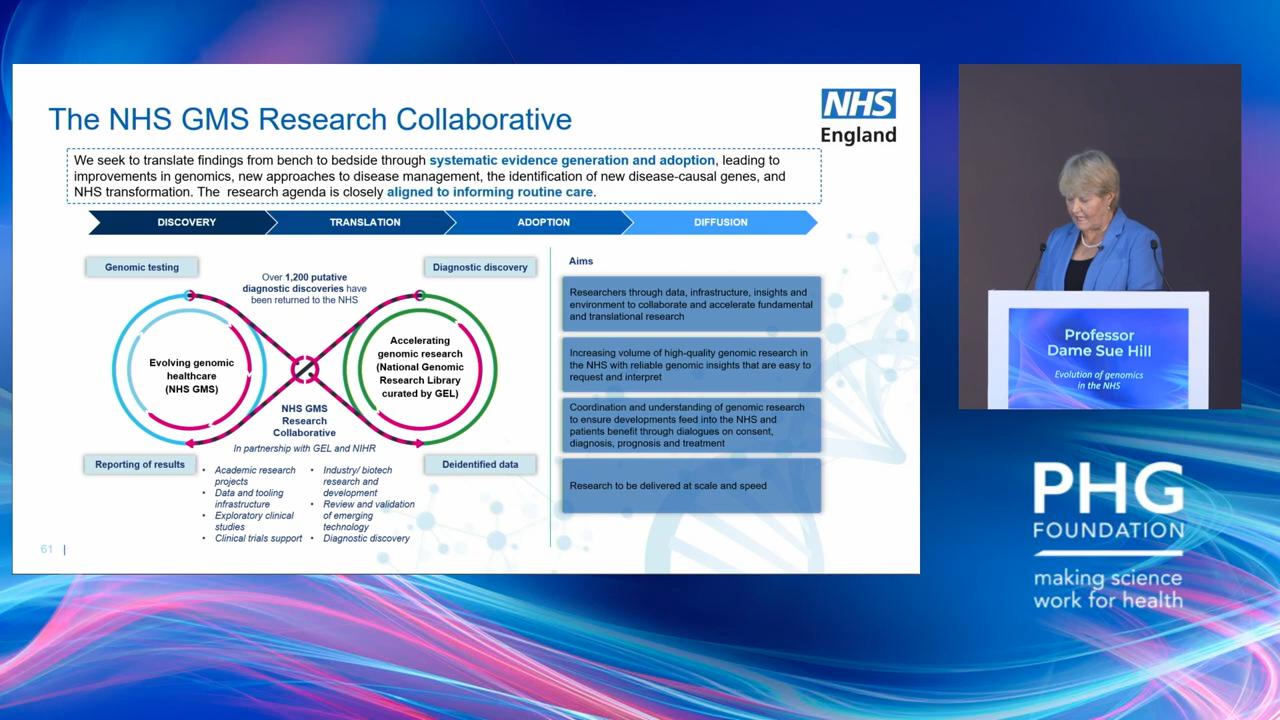 The NHS GMS Research Collaborative
NHS
England
We seek to translate findings from bench to bedside through systematic evidence generation and adoption, leading to
improvements in genomics, new approaches to disease management, the identification of new disease-causal genes, and
NHS transformation. The research agenda is closely aligned to informing routine care.
DISCOVERY
TRANSLATION
ADOPTION
DIFFUSION
Genomic testing
Over 1,200 putative
diagnostic discoveries have
been returned to the NHS
Diagnostic discovery
Evolving genomic
healthcare
(NHS GMS)
Accelerating
genomic research
(National Genomic
Research Library
curated by GEL)
NHS GMS
Research
Collaborative
In partnership with GEL and NIHR
Reporting of results
Deidentified data
• Academic research
projects
• Data and tooling
infrastructure
• Exploratory clinical
studies
• Clinical trials support
• Industry/ biotech
research and
development
• Review and validation
of emerging
technology
• Diagnostic discovery
Aims
Researchers through data, infrastructure, insights and
environment to collaborate and accelerate fundamental
and translational research
Increasing volume of high-quality genomic research in
the NHS with reliable genomic insights that are easy to
request and interpret
Coordination and understanding of genomic research
to ensure developments feed into the NHS and
patients benefit through dialogues on consent,
diagnosis, prognosis and treatment
Research to be delivered at scale and speed
61 |
Professor
Dame Sue Hill
Evolution of genomics
in the NHS
PHG
FOUNDATION
making science
work for health